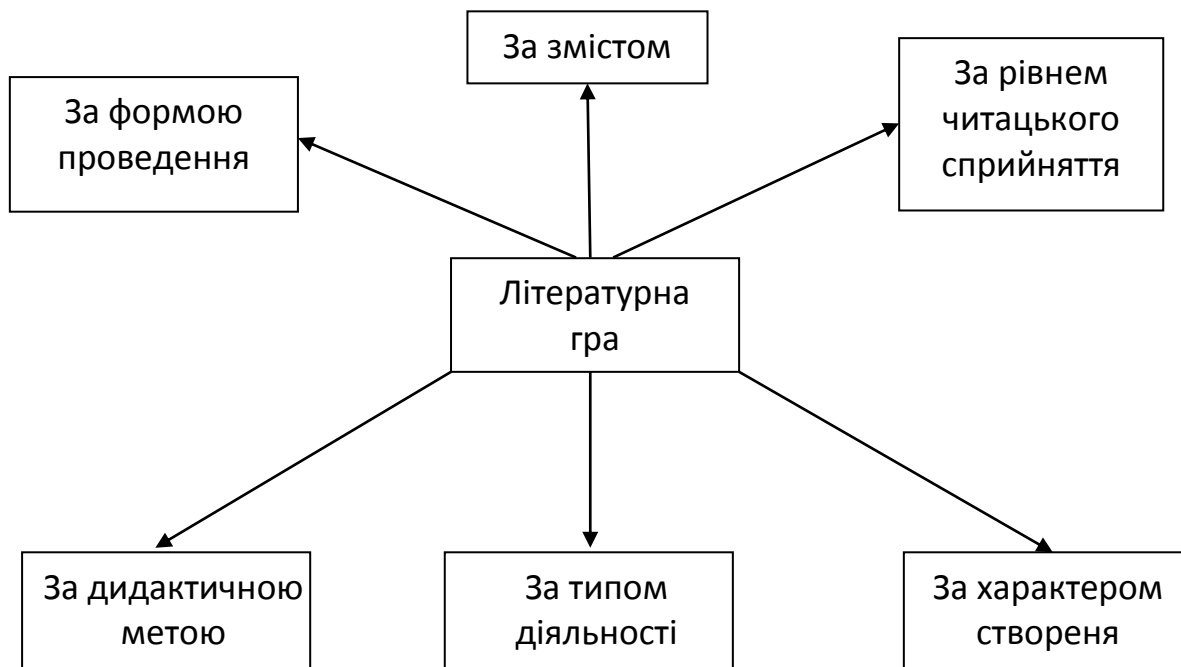 За змістом
За формою
проведення
За рівнем
читацького
сприйняття
Літературна
гра
За дидактичною
метою
За типом
діяльності
За характером
створеня